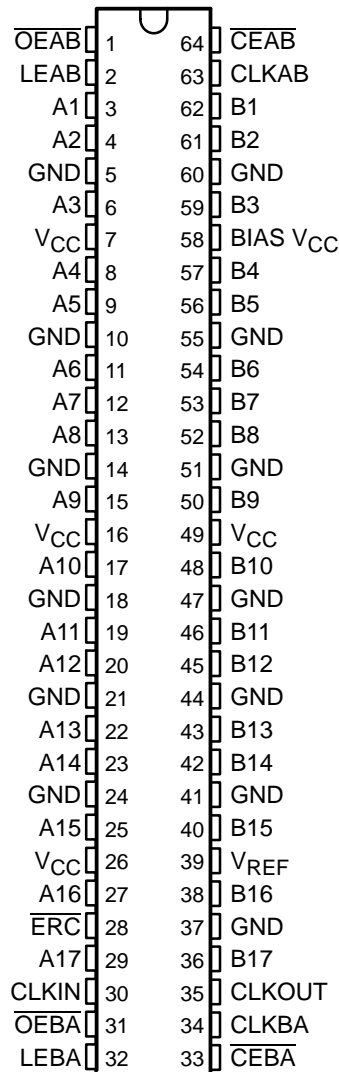 O̅E̅A̅B̅ 1 64 C̅E̅A̅B̅
LEAB 2 63 CLKAB
A1 3 62 B1
A2 4 61 B2
GND 5 60 GND
A3 6 59 B3
VCC 7 58 BIAS VCC
A4 8 57 B4
A5 9 56 B5
GND 10 55 GND
A6 11 54 B6
A7 12 53 B7
A8 13 52 B8
GND 14 51 GND
A9 15 50 B9
VCC 16 49 VCC
A10 17 48 B10
GND 18 47 GND
A11 19 46 B11
A12 20 45 B12
GND 21 44 GND
A13 22 43 B13
A14 23 42 B14
GND 24 41 GND
A15 25 40 B15
VCC 26 39 VREF
A16 27 38 B16
E̅R̅C̅ 28 37 GND
A17 29 36 B17
CLKIN 30 35 CLKOUT
O̅E̅B̅A̅ 31 34 CLKBA
LEBA 32 33 C̅E̅B̅A̅